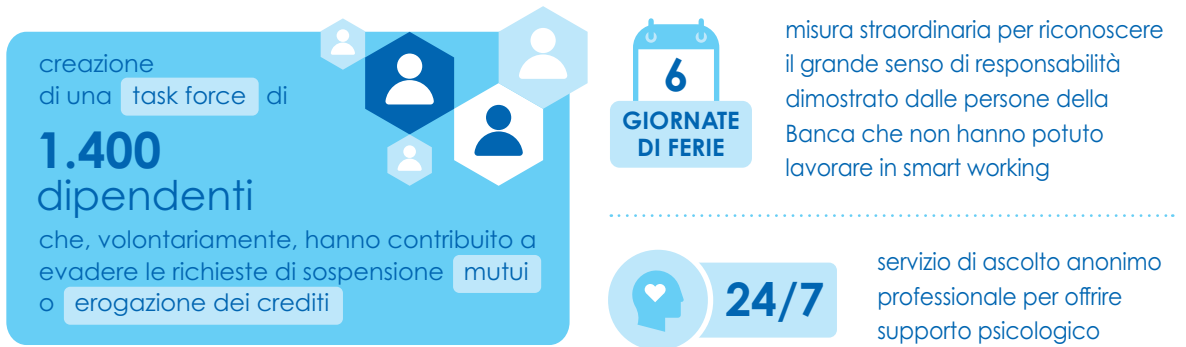 creazione
di una task force di
1.400
dipendenti
che, volontariamente, hanno contribuito a
evadere le richieste di sospensione mutui
o erogazione dei crediti
6
GIORNATE
DI FERIE
misura straordinaria per riconoscere
il grande senso di responsabilità
dimostrato dalle persone della
Banca che non hanno potuto
lavorare in smart working
24/7
servizio di ascolto anonimo
professionale per offrire
supporto psicologico